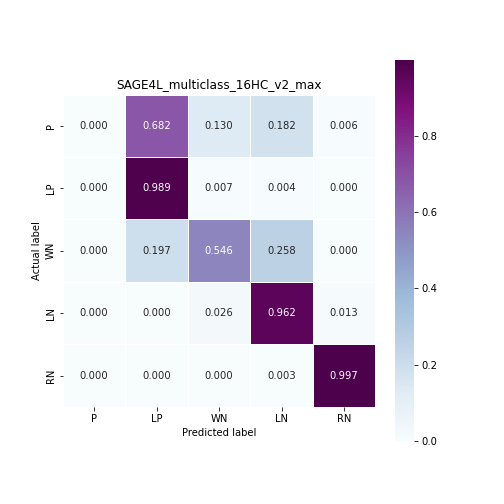 SAGE4L_multiclass_16HC_v2_max
Actual label
P 0.000 0.682 0.130 0.182 0.006
LP 0.000 0.989 0.007 0.004 0.000
WN 0.000 0.197 0.546 0.258 0.000
LN 0.000 0.000 0.026 0.962 0.013
RN 0.000 0.000 0.000 0.003 0.997
P LP WN LN RN
Predicted label
0.8
0.6
0.4
0.2
0.0